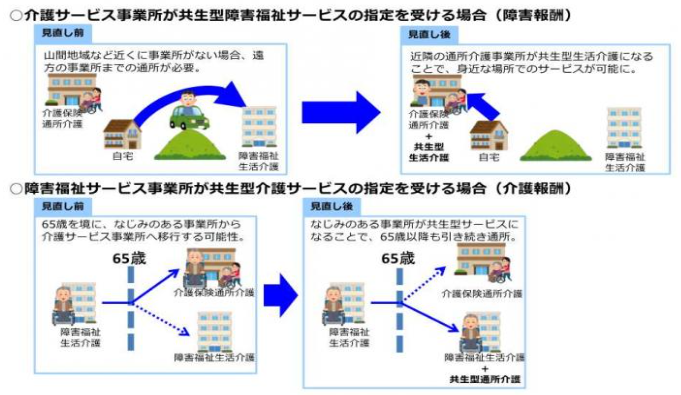 ○介護サービス事業所が共生型障害福祉サービスの指定を受ける場合（障害報酬）
見直し前
山間地域など近くに事業所がない場合、遠
方の事業所までの通所が必要。
介護保険
通所介護
自宅
障害福祉
生活介護
見直し後
近隣の通所介護事業所が共生型生活介護になる
ことで、身近な場所でのサービスが可能に。
介護保険
通所介護
+
共生型
生活介護
自宅
障害福祉
生活介護
○障害福祉サービス事業所が共生型介護サービスの指定を受ける場合（介護報酬）
見直し前
65歳を境に、なじみのある事業所から
介護サービス事業所へ移行する可能性。
65歳
介護保険通所介護
障害福祉
生活介護
障害福祉生活介護
見直し後
なじみのある事業所が共生型サービスに
なることで、65歳以降も引き続き通所。
65歳
介護保険通所介護
障害福祉
生活介護
障害福祉生活介護
+
共生型通所介護